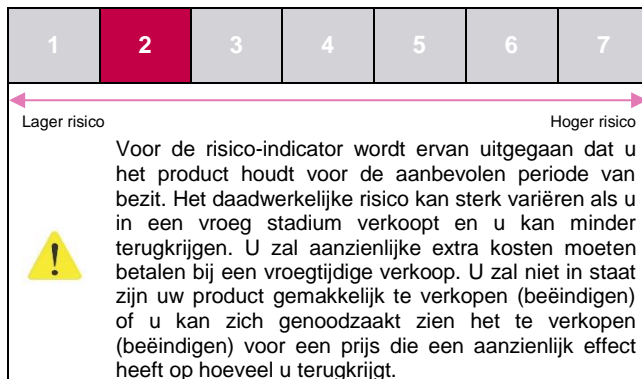 1 2 3 4 5 6 7
Lager risico Hoger risico
Voor de risico-indicator wordt ervan uitgegaan dat u
het product houdt voor de aanbevolen periode van
bezit. Het daadwerkelijke risico kan sterk variëren als u
in een vroeg stadium verkoopt en u kan minder
terugkrijgen. U zal aanzienlijke extra kosten moeten
betalen bij een vroegtijdige verkoop. U zal niet in staat
zijn uw product gemakkelijk te verkopen (beëindigen)
of u kan zich genoodzaakt zien het te verkopen
(beëindigen) voor een prijs die een aanzienlijk effect
heeft op hoeveel u terugkrijgt.